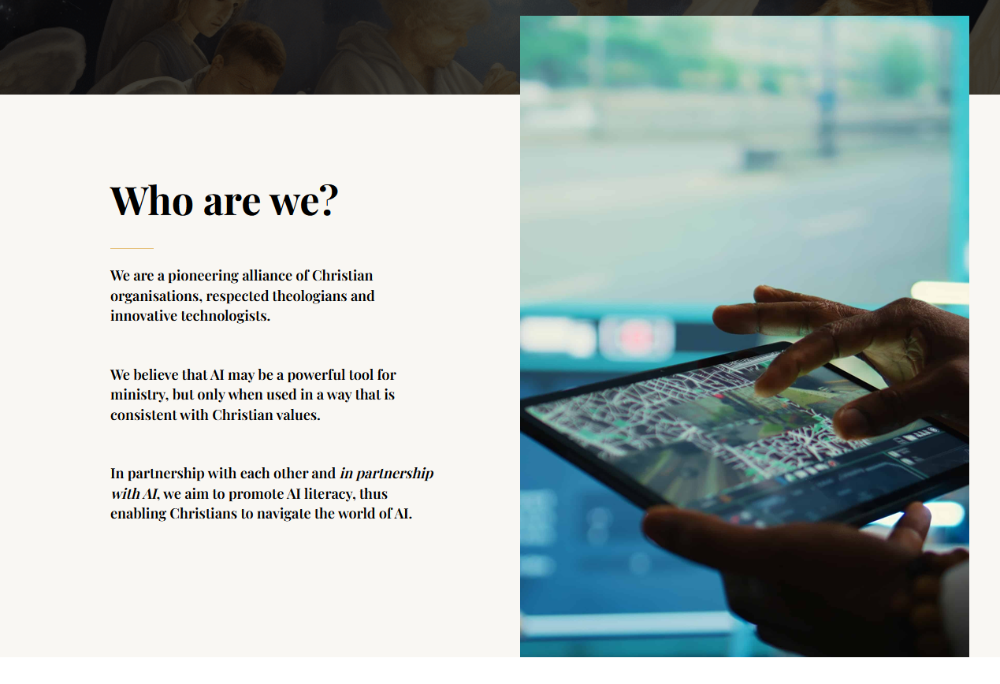 Who are we?
We are a pioneering alliance of Christian
organisations, respected theologians and
innovative technologists.
We believe that AI may be a powerful tool for
ministry, but only when used in a way that is
consistent with Christian values.
In partnership with each other and in partnership
with AI, we aim to promote AI literacy, thus
enabling Christians to navigate the world of AI.